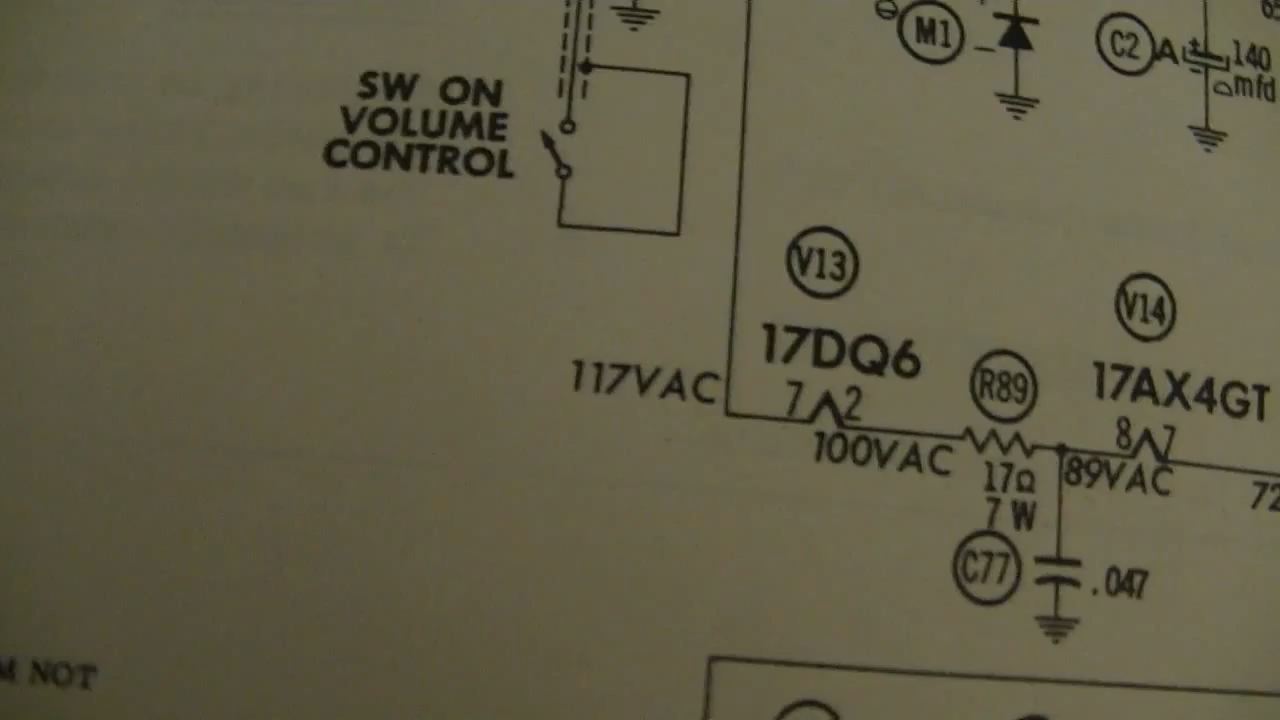 M1
C2
A
140
mfd
SW ON
VOLUME
CONTROL
V13
V14
17DQ6
R89
17AX4GT
117VAC
7 2
8 7
100VAC
17Ω
89VAC
72
7 W
C77
.047
NOT